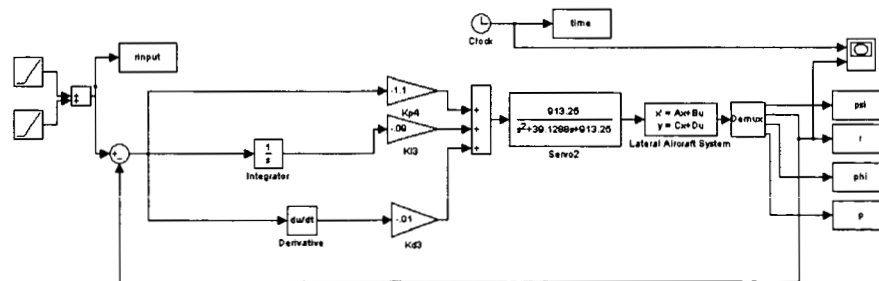 time
Clock
rinput
-1.1
Kp4
-.09
KI3
1
s
Integrator
du/dt
Derivative
-.01
Kd3
913.25
s²+39.1288s+913.25
Servo2
x' = Ax+Bu
y = Cx+Du
Lateral Aircraft System
Demux
psi
r
phi
p